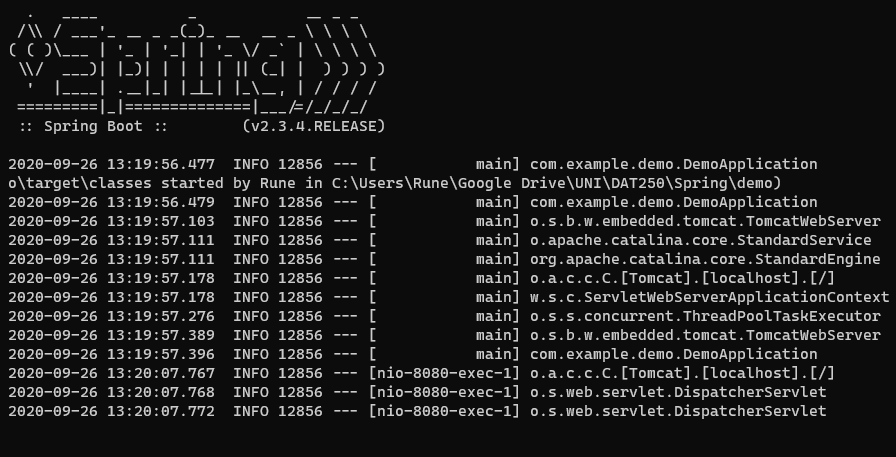 .   ____          _            __ _ _
 /\\ / ___'_ __ _ _(_)_ __  __ _ \ \ \ \
( ( )\___ | '_ | '_| | '_ \/ _` | \ \ \ \
 \\/  ___)| |_)| | | | | || (_| |  ) ) ) )
  '  |____| .__|_| |_|_| |_\__, | / / / /
 =========|_|==============|___/=/_/_/_/
 :: Spring Boot ::        (v2.3.4.RELEASE)

2020-09-26 13:19:56.477  INFO 12856 --- [           main] com.example.demo.DemoApplication
o\target\classes started by Rune in C:\Users\Rune\Google Drive\UNI\DAT250\Spring\demo)
2020-09-26 13:19:56.479  INFO 12856 --- [           main] com.example.demo.DemoApplication
2020-09-26 13:19:57.103  INFO 12856 --- [           main] o.s.b.w.embedded.tomcat.TomcatWebServer
2020-09-26 13:19:57.111  INFO 12856 --- [           main] o.apache.catalina.core.StandardService
2020-09-26 13:19:57.111  INFO 12856 --- [           main] org.apache.catalina.core.StandardEngine
2020-09-26 13:19:57.178  INFO 12856 --- [           main] o.a.c.c.C.[Tomcat].[localhost].[/]
2020-09-26 13:19:57.178  INFO 12856 --- [           main] w.s.c.ServletWebServerApplicationContext
2020-09-26 13:19:57.276  INFO 12856 --- [           main] o.s.s.concurrent.ThreadPoolTaskExecutor
2020-09-26 13:19:57.389  INFO 12856 --- [           main] o.s.b.w.embedded.tomcat.TomcatWebServer
2020-09-26 13:19:57.396  INFO 12856 --- [           main] com.example.demo.DemoApplication
2020-09-26 13:20:07.767  INFO 12856 --- [nio-8080-exec-1] o.a.c.c.C.[Tomcat].[localhost].[/]
2020-09-26 13:20:07.768  INFO 12856 --- [nio-8080-exec-1] o.s.web.servlet.DispatcherServlet
2020-09-26 13:20:07.772  INFO 12856 --- [nio-8080-exec-1] o.s.web.servlet.DispatcherServlet